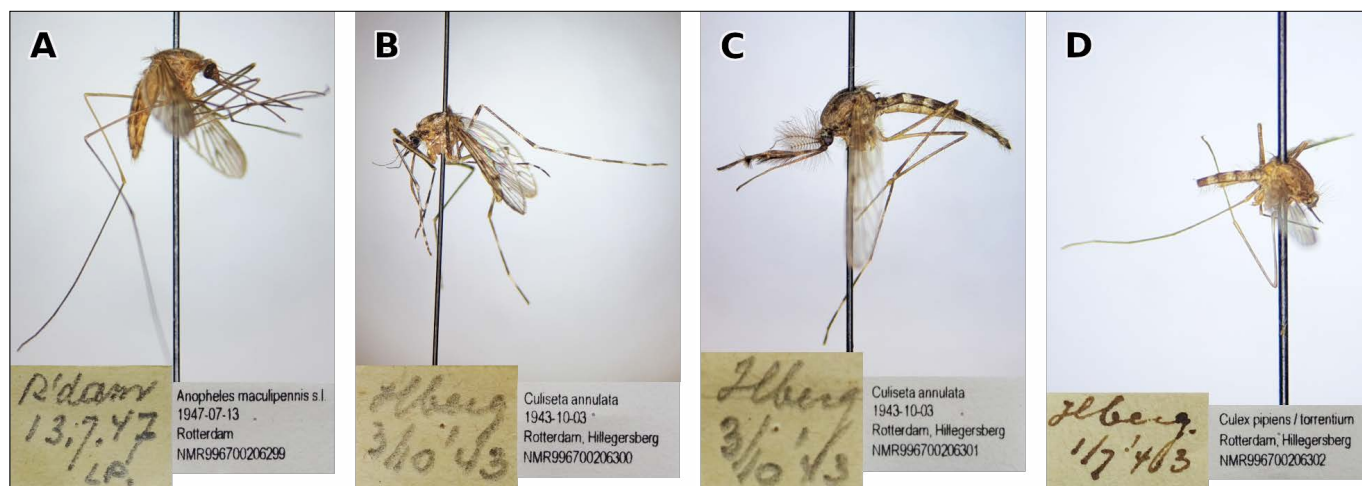 A
B
C
D
R'dam
13.7.47
Anopheles maculipennis s.l.
1947-07-13
Rotterdam
NMR996700206299
Hberg
3/10 '43
Culiseta annulata
1943-10-03
Rotterdam, Hillegersberg
NMR996700206300
Hberg
3/10 '43
Culiseta annulata
1943-10-03
Rotterdam, Hillegersberg
NMR996700206301
Hberg.
1/7 '43
Culex pipiens / torrentium
Rotterdam, Hillegersberg
NMR996700206302